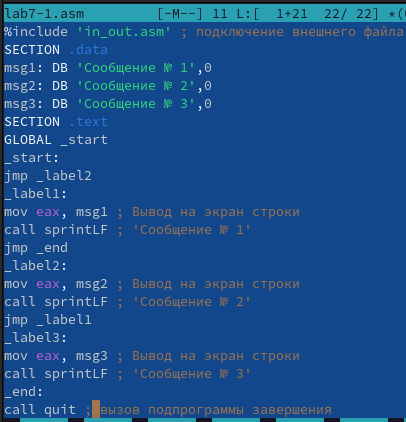 lab7-1.asm [-M--] 11 L:[ 1+21 22/ 22] *(
%include 'in_out.asm' ; подключение внешнего файла
SECTION .data
msg1: DB 'Сообщение № 1',0
msg2: DB 'Сообщение № 2',0
msg3: DB 'Сообщение № 3',0
SECTION .text
GLOBAL _start
_start:
jmp _label2
_label1:
mov eax, msg1 ; Вывод на экран строки
call sprintLF ; 'Сообщение № 1'
jmp _end
_label2:
mov eax, msg2 ; Вывод на экран строки
call sprintLF ; 'Сообщение № 2'
jmp _label1
_label3:
mov eax, msg3 ; Вывод на экран строки
call sprintLF ; 'Сообщение № 3'
_end:
call quit ; вызов подпрограммы завершения